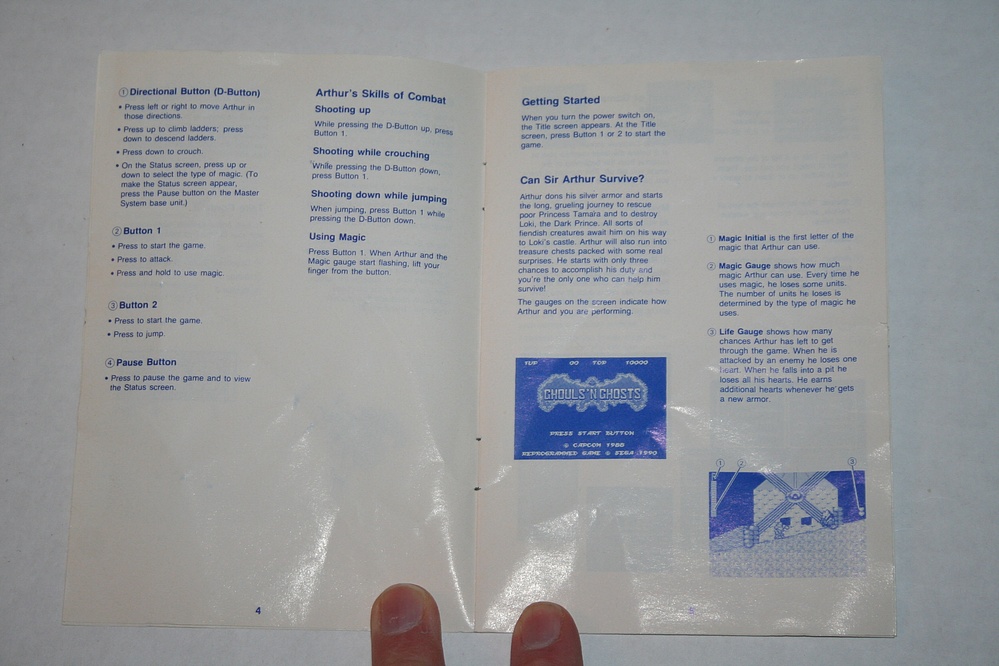 ① Directional Button (D-Button)
• Press left or right to move Arthur in
those directions.
• Press up to climb ladders; press
down to descend ladders.
• Press down to crouch.
• On the Status screen, press up or
down to select the type of magic. (To
make the Status screen appear,
press the Pause button on the Master
System base unit.)
② Button 1
• Press to start the game.
• Press to attack.
• Press and hold to use magic.
③ Button 2
• Press to start the game.
• Press to jump.
④ Pause Button
• Press to pause the game and to view
the Status screen.
Arthur's Skills of Combat
Shooting up
While pressing the D-Button up, press
Button 1.
Shooting while crouching
While pressing the D-Button down,
press Button 1.
Shooting down while jumping
When jumping, press Button 1 while
pressing the D-Button down.
Using Magic
Press Button 1. When Arthur and the
Magic gauge start flashing, lift your
finger from the button.
4
Getting Started
When you turn the power switch on,
the Title screen appears. At the Title
screen, press Button 1 or 2 to start the
game.
Can Sir Arthur Survive?
Arthur dons his silver armor and starts
the long, grueling journey to rescue
poor Princess Tamara and to destroy
Loki, the Dark Prince. All sorts of
fiendish creatures await him on his way
to Loki's castle. Arthur will also run into
treasure chests packed with some real
surprises. He starts with only three
chances to accomplish his duty and
you're the only one who can help him
survive!
The gauges on the screen indicate how
Arthur and you are performing.
1UP 00 TOP 10000
GHOULS'N GHOSTS
PRESS START BUTTON
© CAPCOM 1988
REPROGRAMMED GAME © SEGA 1990
① Magic Initial is the first letter of the
magic that Arthur can use.
② Magic Gauge shows how much
magic Arthur can use. Every time he
uses magic, he loses some units.
The number of units he loses is
determined by the type of magic he
uses.
③ Life Gauge shows how many
chances Arthur has left to get
through the game. When he is
attacked by an enemy he loses one
heart. When he falls into a pit he
loses all his hearts. He earns
additional hearts whenever he gets
a new armor.
① ② ③